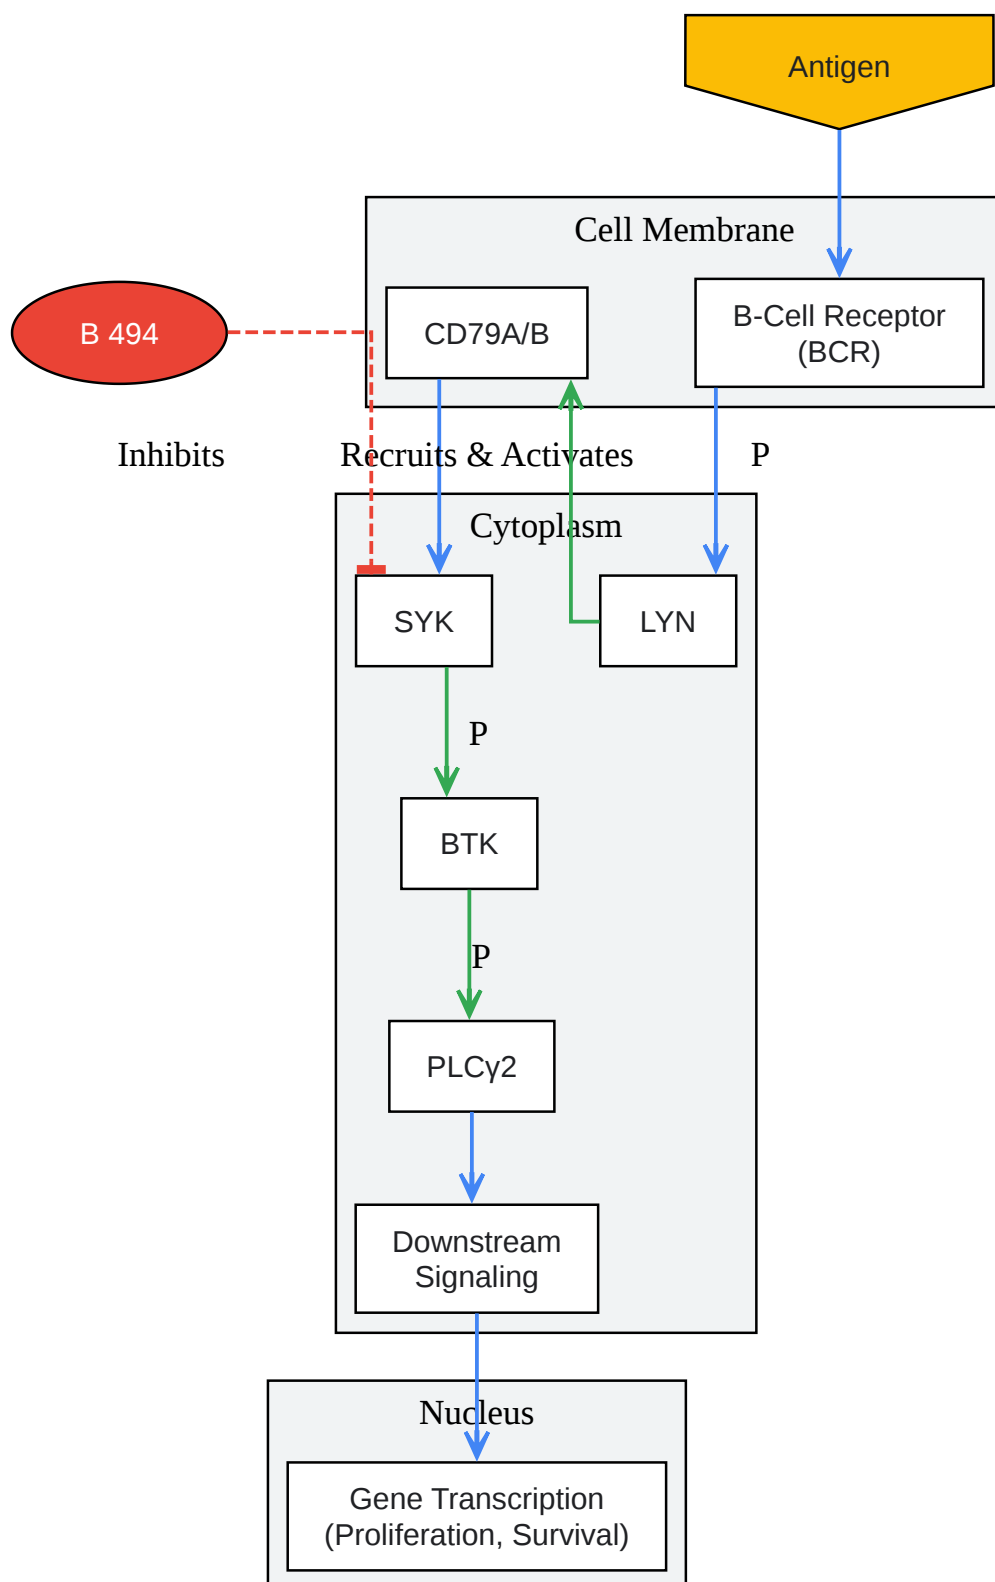 Antigen
Cell Membrane
B 494
CD79A/B
B-Cell Receptor
(BCR)
Inhibits
Recruits & Activates
P
Cytoplasm
SYK
LYN
P
BTK
P
PLCγ2
Downstream
Signaling
Nucleus
Gene Transcription
(Proliferation, Survival)